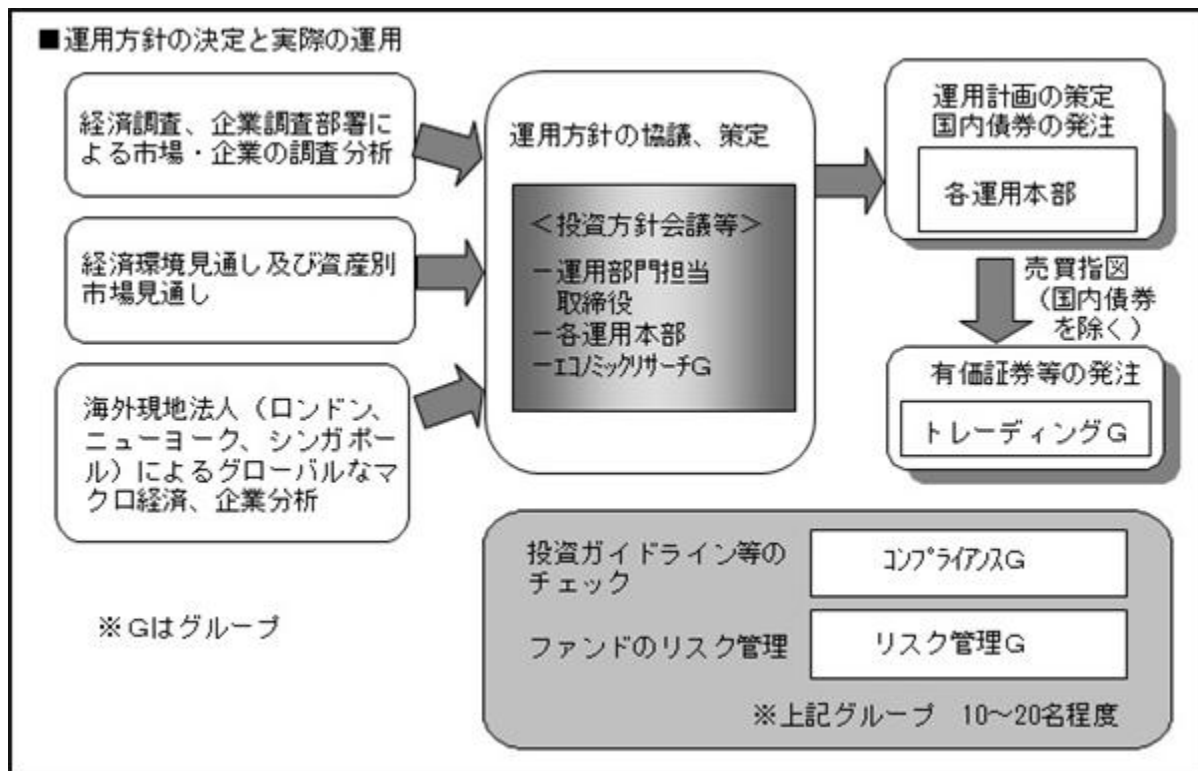 ■運用方針の決定と実際の運用
経済調査、企業調査部署に
よる市場・企業の調査分析
経済環境見通し及び資産別
市場見通し
海外現地法人（ロンドン、
ニューヨーク、シンガポー
ル）によるグローバルなマ
クロ経済、企業分析
※Gはグループ
運用方針の協議、策定
＜投資方針会議等＞
－運用部門担当
取締役
－各運用本部
－ｴｺﾉﾐｯｸﾘｻｰﾁG
運用計画の策定
国内債券の発注
各運用本部
売買指図
（国内債券
を除く）
有価証券等の発注
トレーディングG
投資ガイドライン等の
チェック
ｺﾝﾌﾟﾗｲｱﾝｽG
ファンドのリスク管理
リスク管理G
※上記グループ　10～20名程度